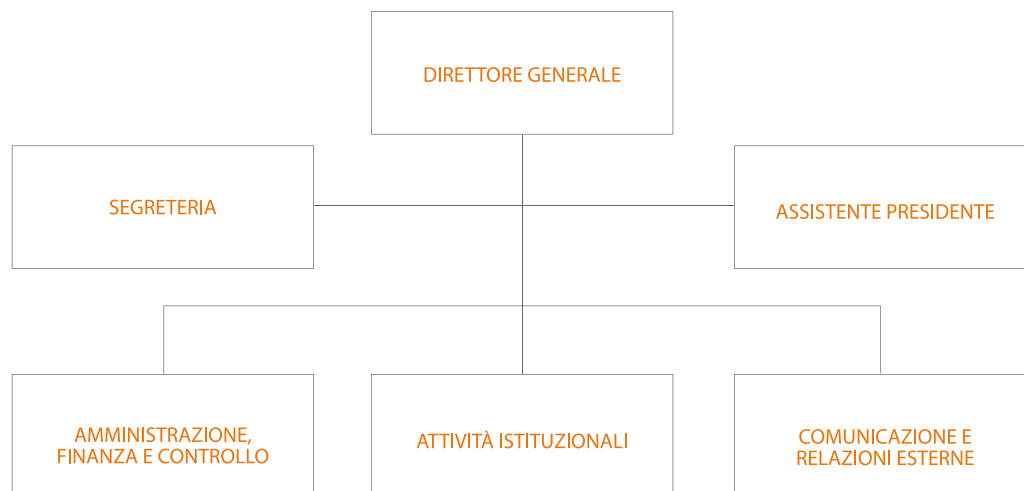 DIRETTORE GENERALE
SEGRETERIA
ASSISTENTE PRESIDENTE
AMMINISTRAZIONE,
FINANZA E CONTROLLO
ATTIVITÀ ISTITUZIONALI
COMUNICAZIONE E
RELAZIONI ESTERNE